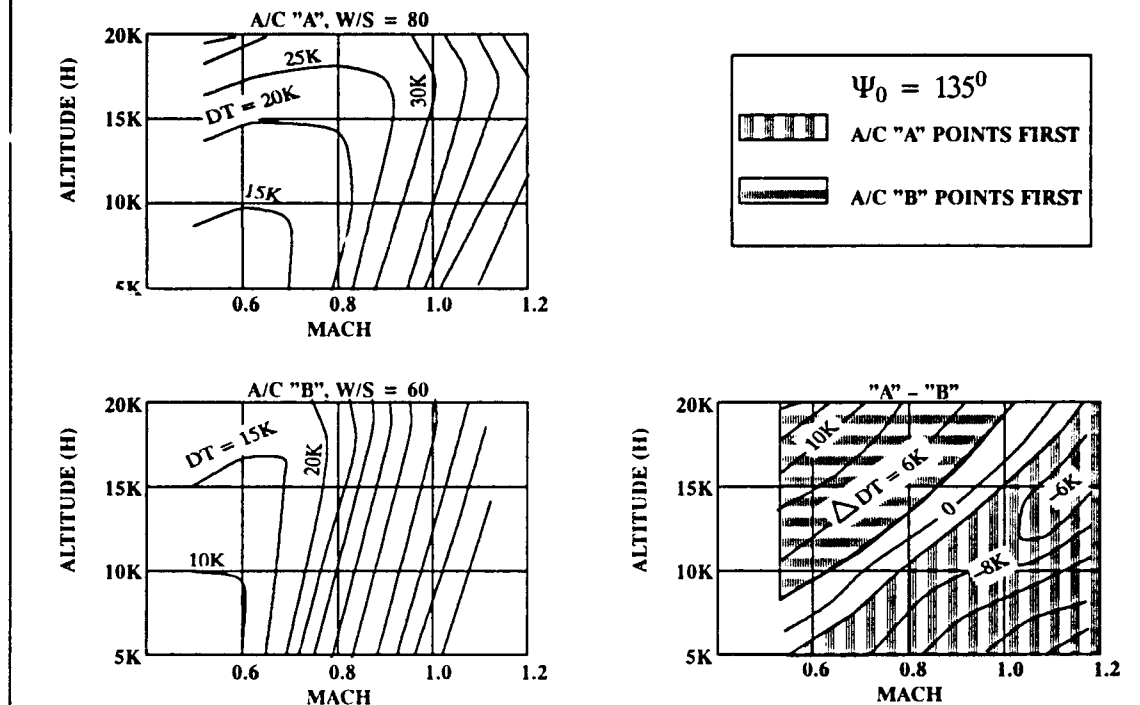 A/C "A", W/S = 80
ALTITUDE (H)
20K
15K
10K
5K
25K
DT = 20K
15K
30K
0.6
0.8
1.0
1.2
MACH
Ψ0 = 135⁰
A/C "A" POINTS FIRST
A/C "B" POINTS FIRST
A/C "B", W/S = 60
ALTITUDE (H)
20K
15K
10K
5K
DT = 15K
20K
10K
0.6
0.8
1.0
1.2
MACH
"A" – "B"
ALTITUDE (H)
20K
15K
10K
5K
10K
△ DT = 6K
0
–6K
–8K
0.6
0.8
1.0
1.2
MACH